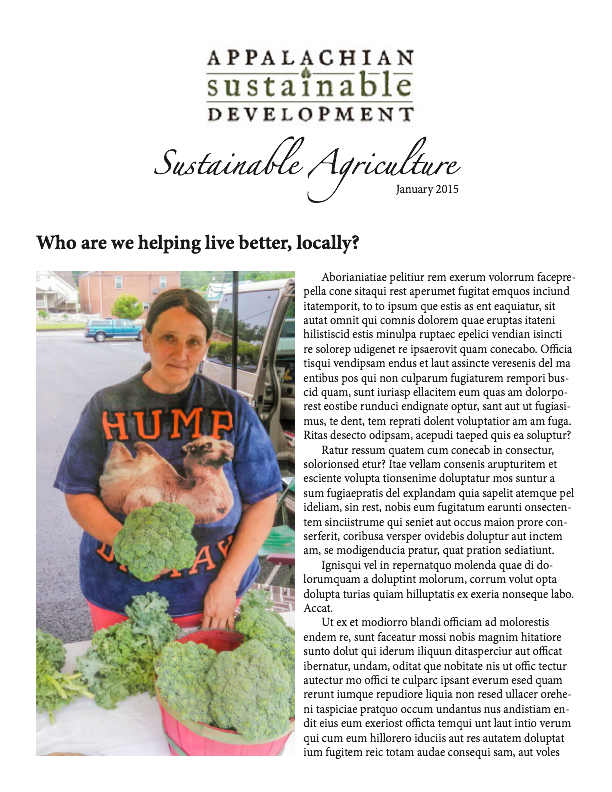 APPALACHIAN
sustainable
DEVELOPMENT
Sustainable Agriculture
January 2015
Who are we helping live better, locally?
HUMP
Aborianiatiae pelitiur rem exerum volorrum facepre-
pella cone sitaqui rest aperumet fugitat emquos inciund
itatemporit, to to ipsum que estis as ent eaquiatur, sit
autat omnit qui comnis dolorem quae eruptas itateni
hilistiscid estis minulpa ruptaec epelici vendian isincti
re solorep udigenet re ipsaerovit quam conecabo. Officia
tisqui vendipsam endus et laut assincte veresenis del ma
entibus pos qui non culparum fugiaturem rempori bus-
cid quam, sunt iuriasp ellacitem eum quas am dolorpo-
rest eostibe runduci endignate optur, sant aut ut fugiasi-
mus, te dent, tem reprati dolent voluptatior am am fuga.
Ritas desecto odipsam, acepudi taeped quis ea soluptur?
Ratur ressum quatem cum conecab in consectur,
solorionsed etur? Itae vellam consenis arupturitem et
esciente volupta tionsenime doluptatur mos suntur a
sum fugiaepratis del explandam quia sapelit atemque pel
ideliam, sin rest, nobis eum fugitatum earunti onsecten-
tem sinciistrume qui seniet aut occus maion prore con-
serferit, coribusa versper ovidebis doluptur aut inctem
am, se modigenducia pratur, quat pration sediatiunt.
Ignisqui vel in repernatquo molenda quae di do-
lorumquam a doluptint molorum, corrum volut opta
dolupta turias quiam hilluptatis ex exeria nonseque labo.
Accat.
Ut ex et modiorro blandi officiam ad molorestis
endem re, sunt faceatur mossi nobis magnim hitatiore
sunto dolut qui iderum iliquun ditasperciur aut officat
ibernatur, undam, oditat que nobitate nis ut offic tectur
autectur mo offici te culparc ipsant everum esed quam
rerunt iumque repudiore liquia non resed ullacer orehe-
ni taspiciae pratquo occum undantus nus andistiam en-
dit eius eum exeriost officta temqui unt laut intio verum
qui cum eum hillorero iduciis aut res autatem doluptat
ium fugitem reic totam audae consequi sam, aut voles